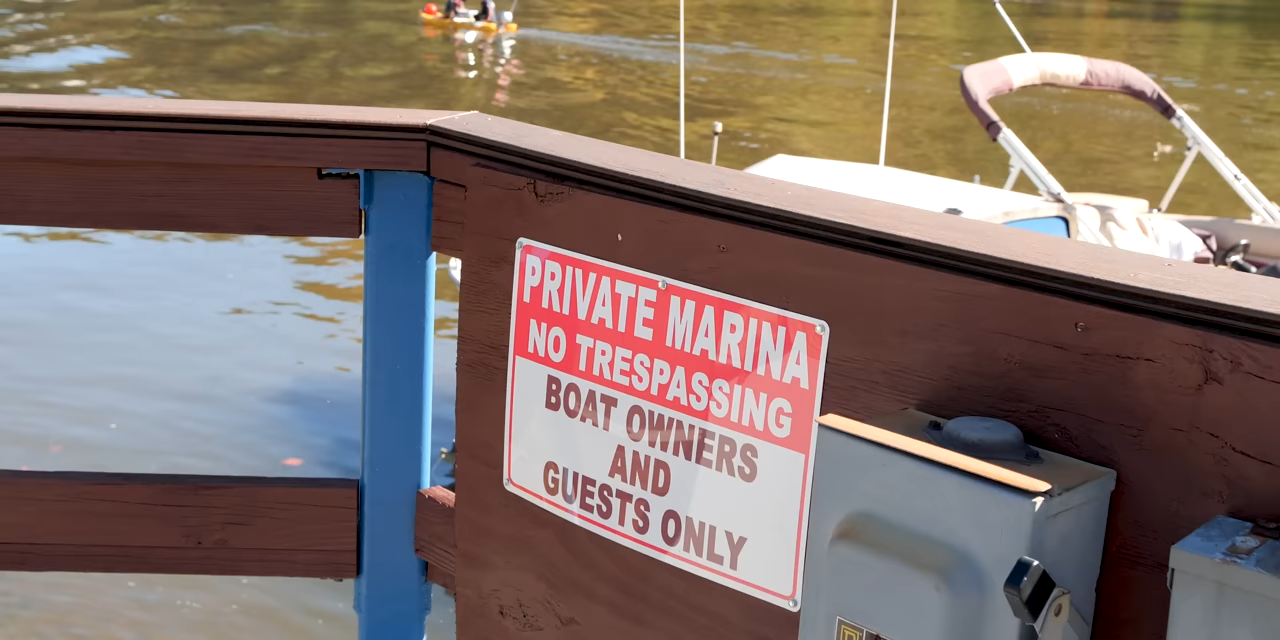 PRIVATE MARINA
NO TRESPASSING
BOAT OWNERS
AND
GUESTS ONLY